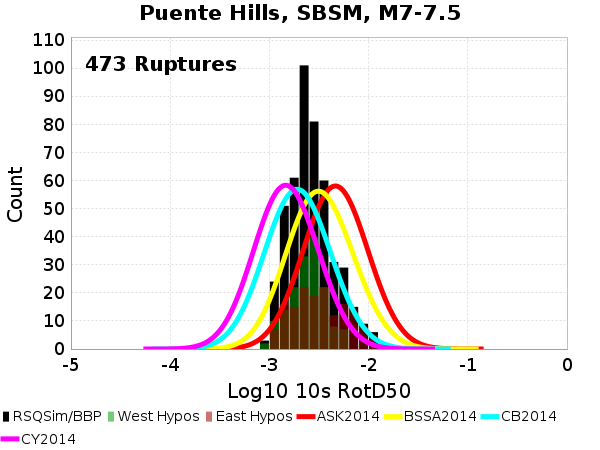 Puente Hills, SBSM, M7-7.5
473 Ruptures
Count
110
100
90
80
70
60
50
40
30
20
10
0
-5 -4 -3 -2 -1 0
Log10 10s RotD50
RSQSim/BBP West Hypos East Hypos ASK2014 BSSA2014 CB2014
CY2014